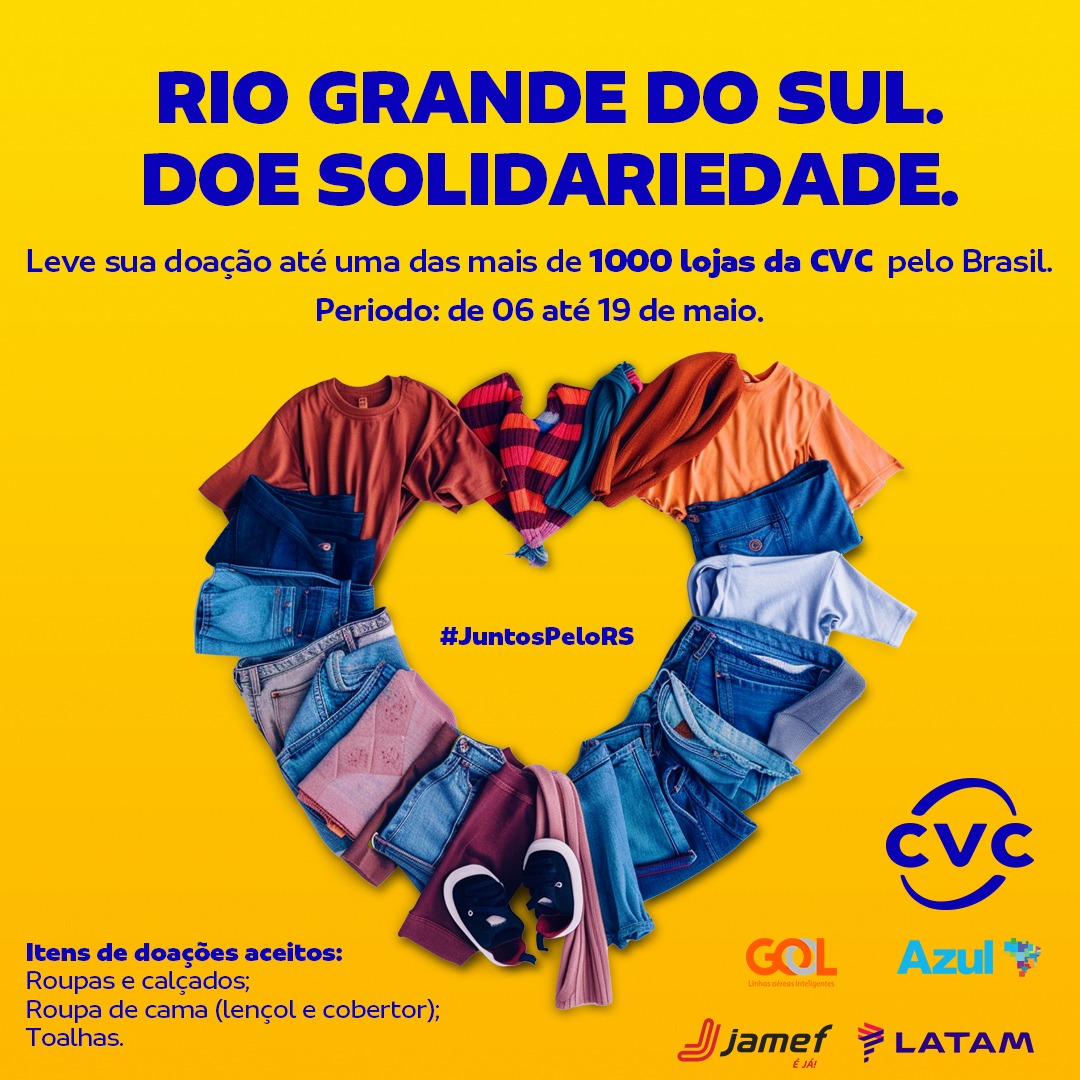 RIO GRANDE DO SUL.
DOE SOLIDARIEDADE.
Leve sua doação até uma das mais de 1000 lojas da CVC pelo Brasil.
Periodo: de 06 até 19 de maio.
#JuntosPeloRS
CVC
Itens de doações aceitos:
Roupas e calçados;
Roupa de cama (lençol e cobertor);
Toalhas.
GOL
Linhas aéreas inteligentes
Azul
jamef
É JÁ!
LATAM